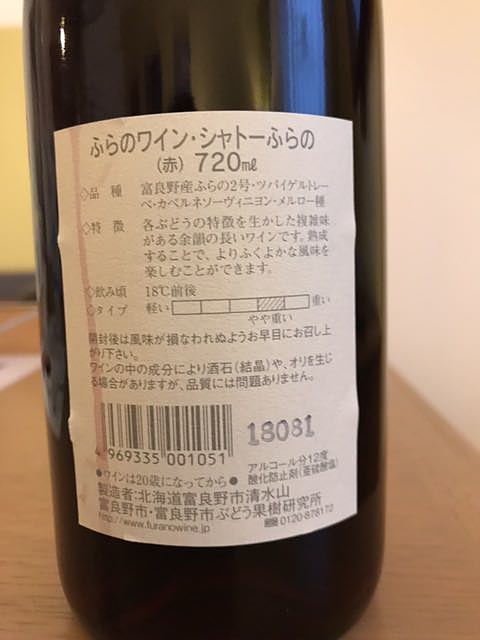 ふらのワイン・シャトーふらの
(赤) 720㎖
◇品種 富良野産ふらの2号・ツバイゲルトレー
ベ・カベルネソーヴィニヨン・メルロー種
◇特徴 各ぶどうの特徴を生かした複雑味
がある余韻の長いワインです。熟成
することで、よりふくよかな風味を
楽しむことができます。
◇飲み頃 18℃前後
◇タイプ 軽い 重い
やや重い
開封後は風味が損なわれぬようお早目にお召し上
がり下さい。
ワインの中の成分により酒石(結晶)や、オリを生じ
る場合がありますが、品質には問題ありません。
4 969335 001051
18081
アルコール分12度
酸化防止剤(亜硫酸塩)
●ワインは20歳になってから●
製造者:北海道富良野市清水山
富良野市・富良野市ぶどう果樹研究所
http://www.furanowine.jp 0120-878172